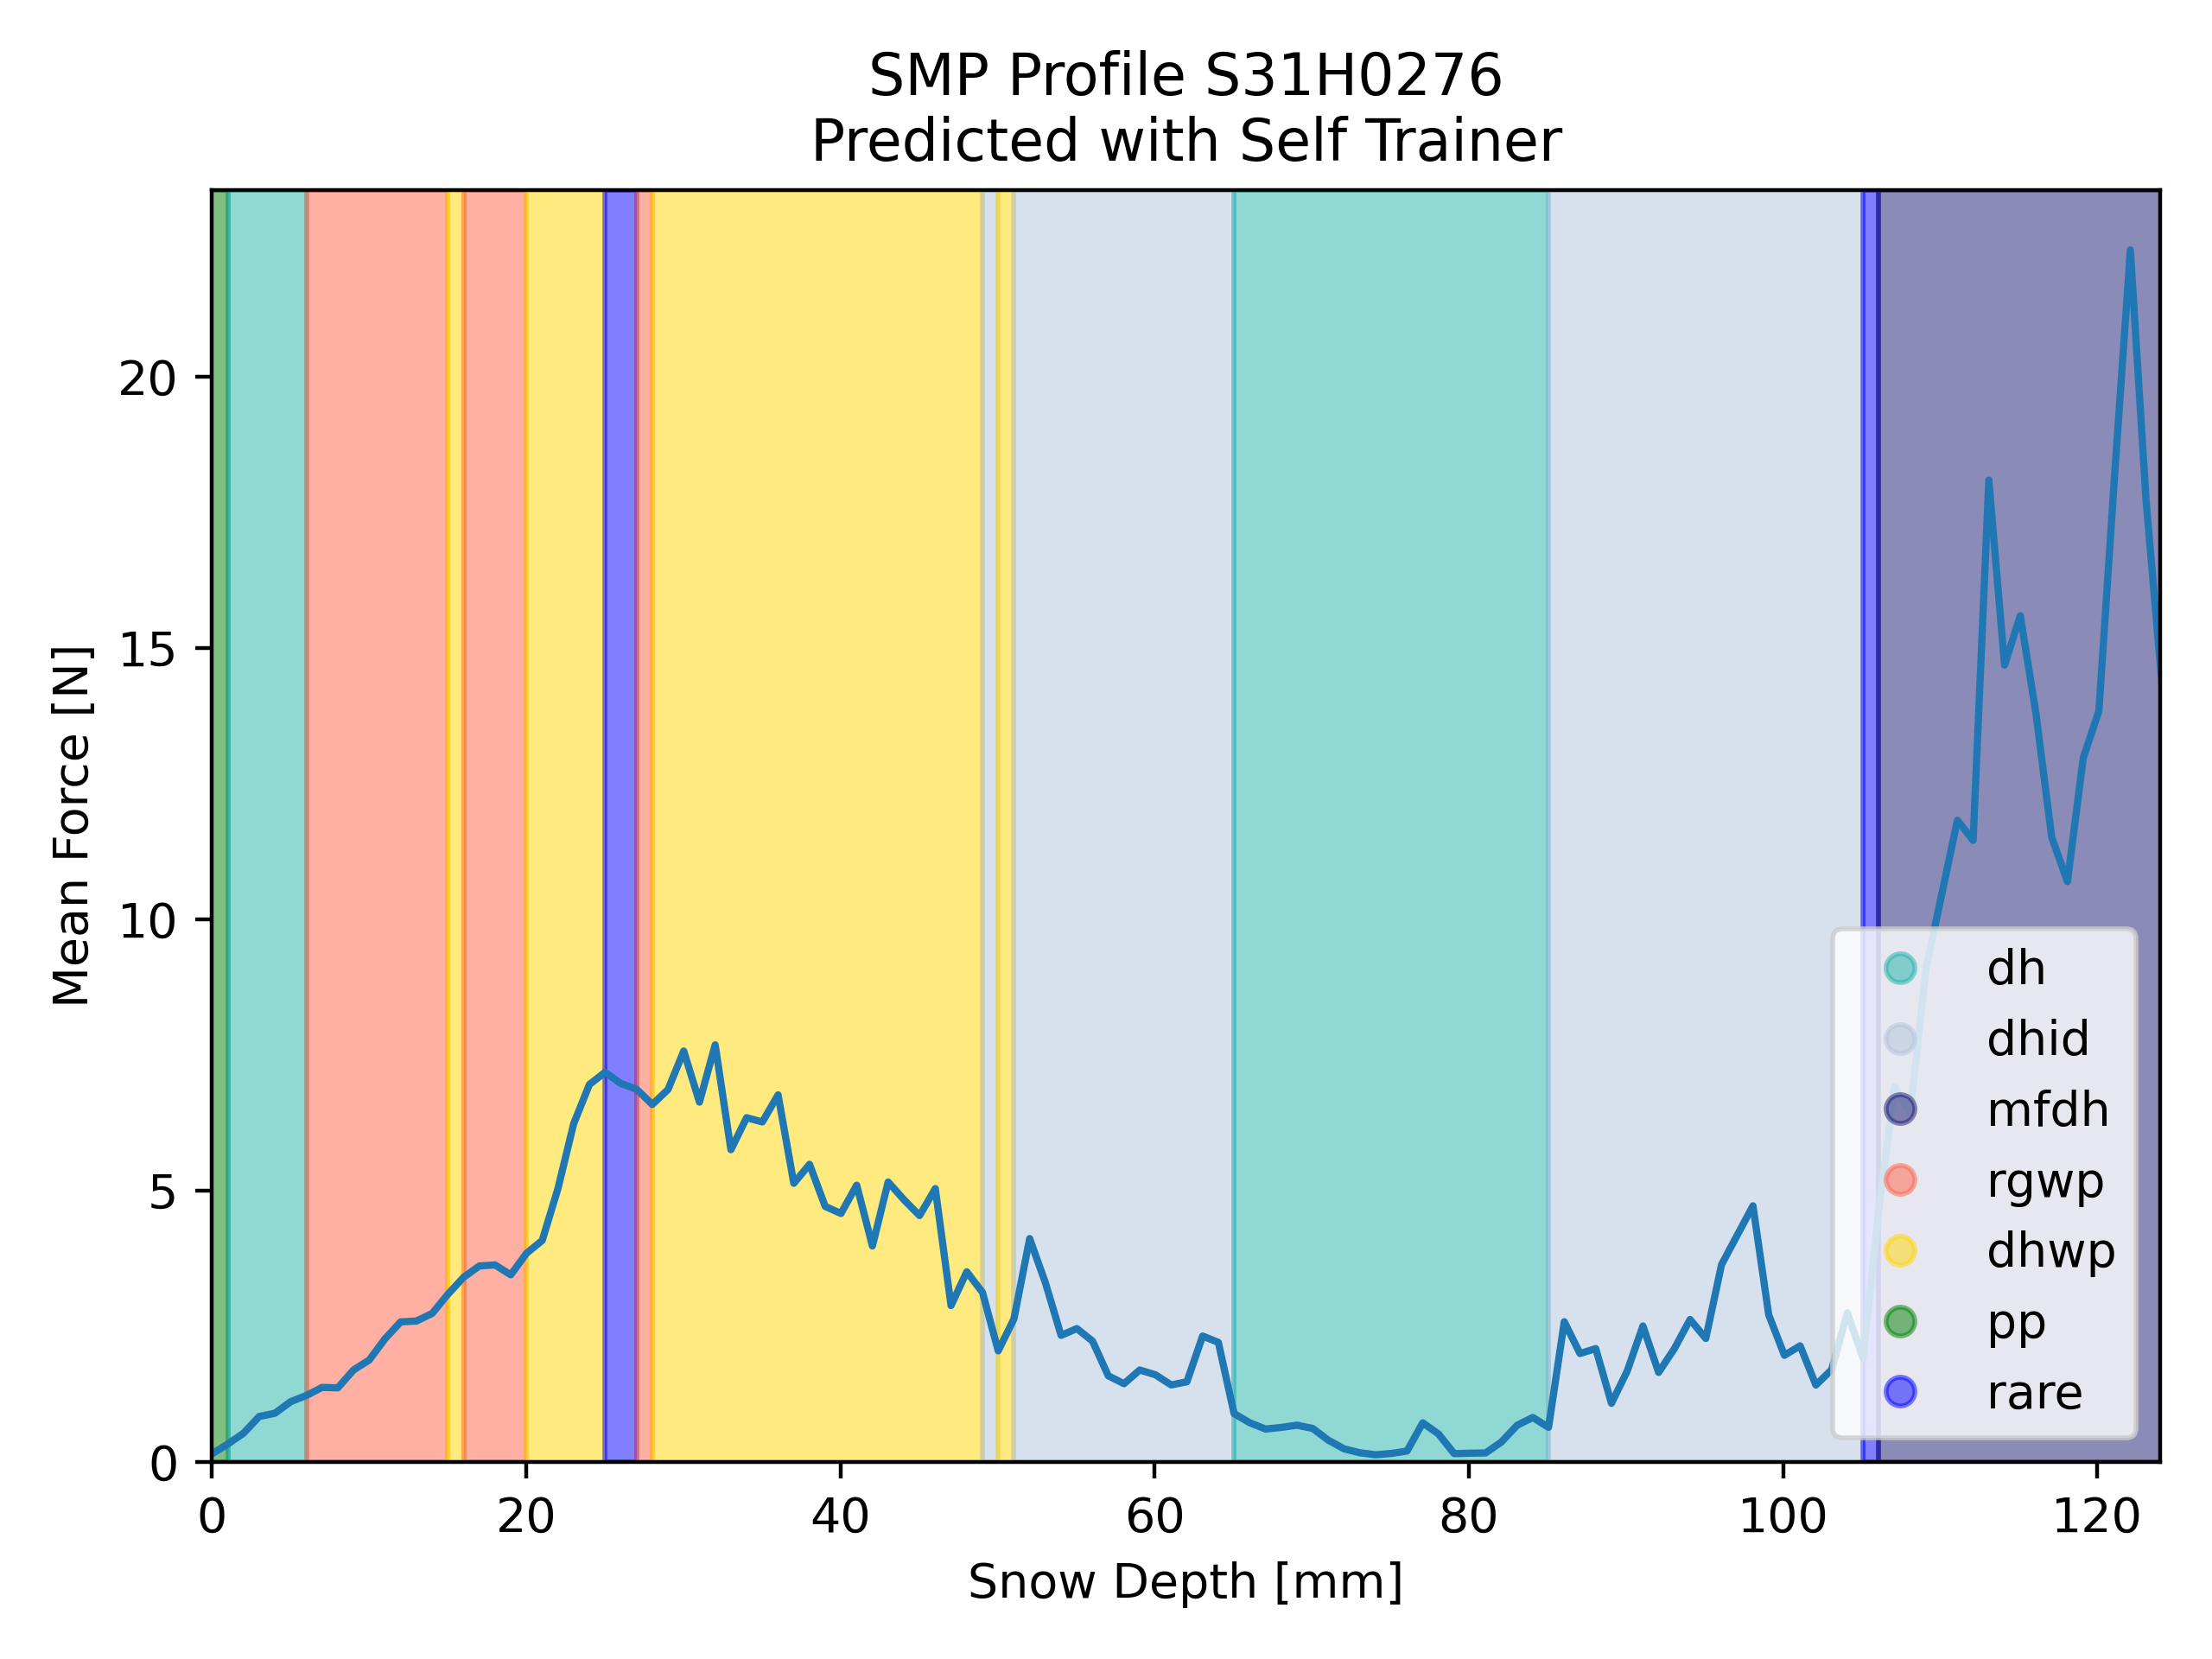 SMP Profile S31H0276
Predicted with Self Trainer
Mean Force [N]
20
15
10
5
0
dh
dhid
mfdh
rgwp
dhwp
pp
rare
0 20 40 60 80 100 120
Snow Depth [mm]